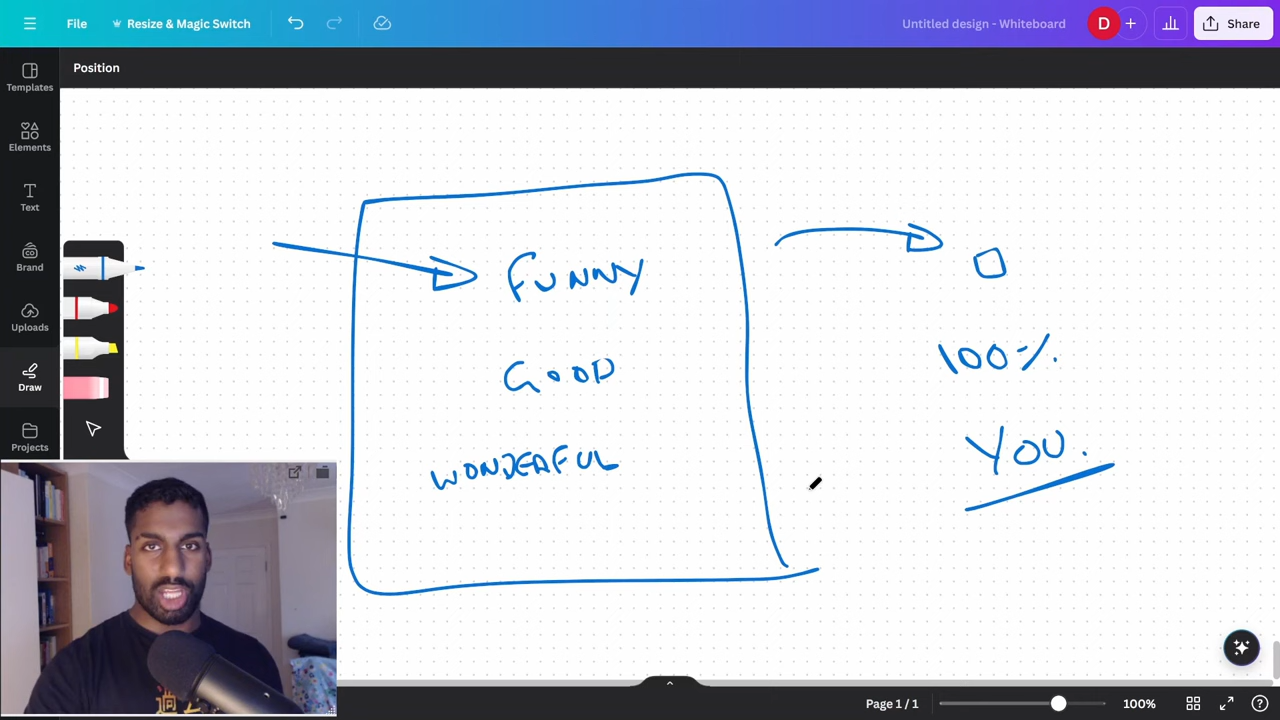 File
Resize & Magic Switch
Untitled design - Whiteboard
D
Share
Position
Templates
Elements
Text
Brand
Uploads
Draw
Projects
FUNNY
GOOD
WONDERFUL
100%
YOU.
Page 1 / 1
100%